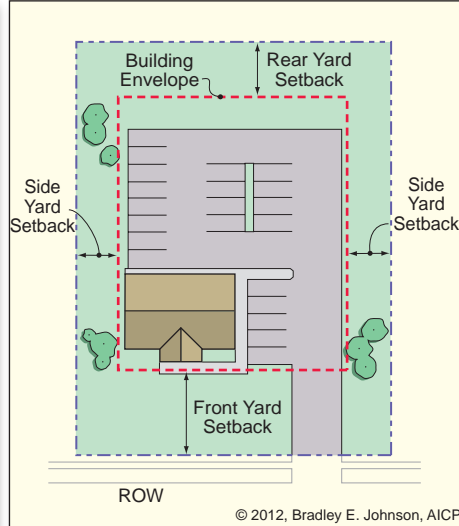 Building
Envelope
Rear Yard
Setback
Side
Yard
Setback
Side
Yard
Setback
Front Yard
Setback
ROW
© 2012, Bradley E. Johnson, AICP